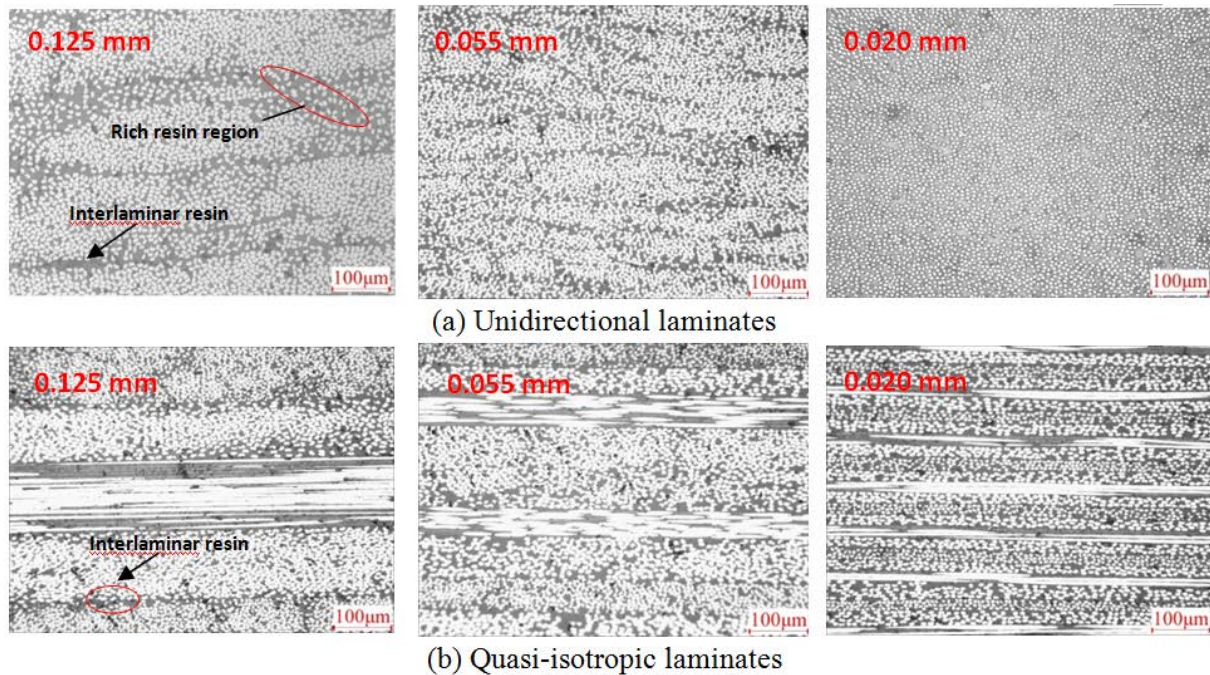 0.125 mm
0.055 mm
0.020 mm
Rich resin region
Interlaminar resin
100μm
100μm
100μm
(a) Unidirectional laminates
0.125 mm
0.055 mm
0.020 mm
Interlaminar resin
100μm
100μm
100μm
(b) Quasi-isotropic laminates